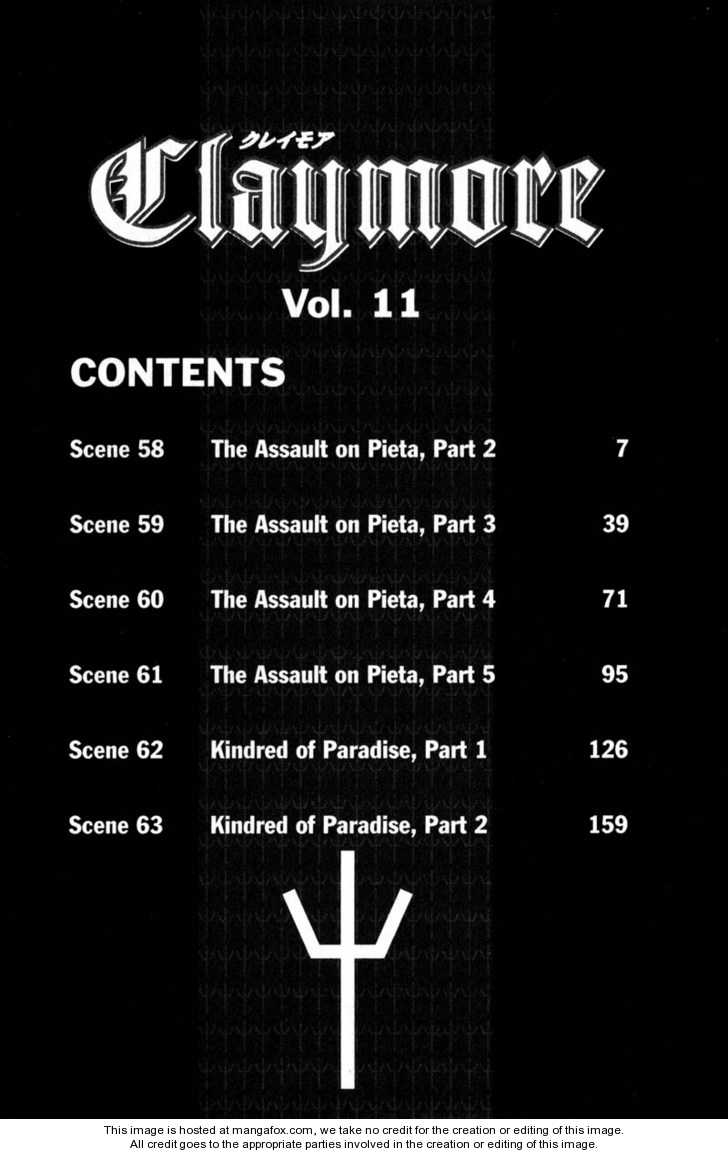 クレイモア
Claymore
Vol. 11
CONTENTS
Scene 58 The Assault on Pieta, Part 2 7
Scene 59 The Assault on Pieta, Part 3 39
Scene 60 The Assault on Pieta, Part 4 71
Scene 61 The Assault on Pieta, Part 5 95
Scene 62 Kindred of Paradise, Part 1 126
Scene 63 Kindred of Paradise, Part 2 159
This image is hosted at mangafox.com, we take no credit for the creation or editing of this image.
All credit goes to the appropriate parties involved in the creation or editing of this image.